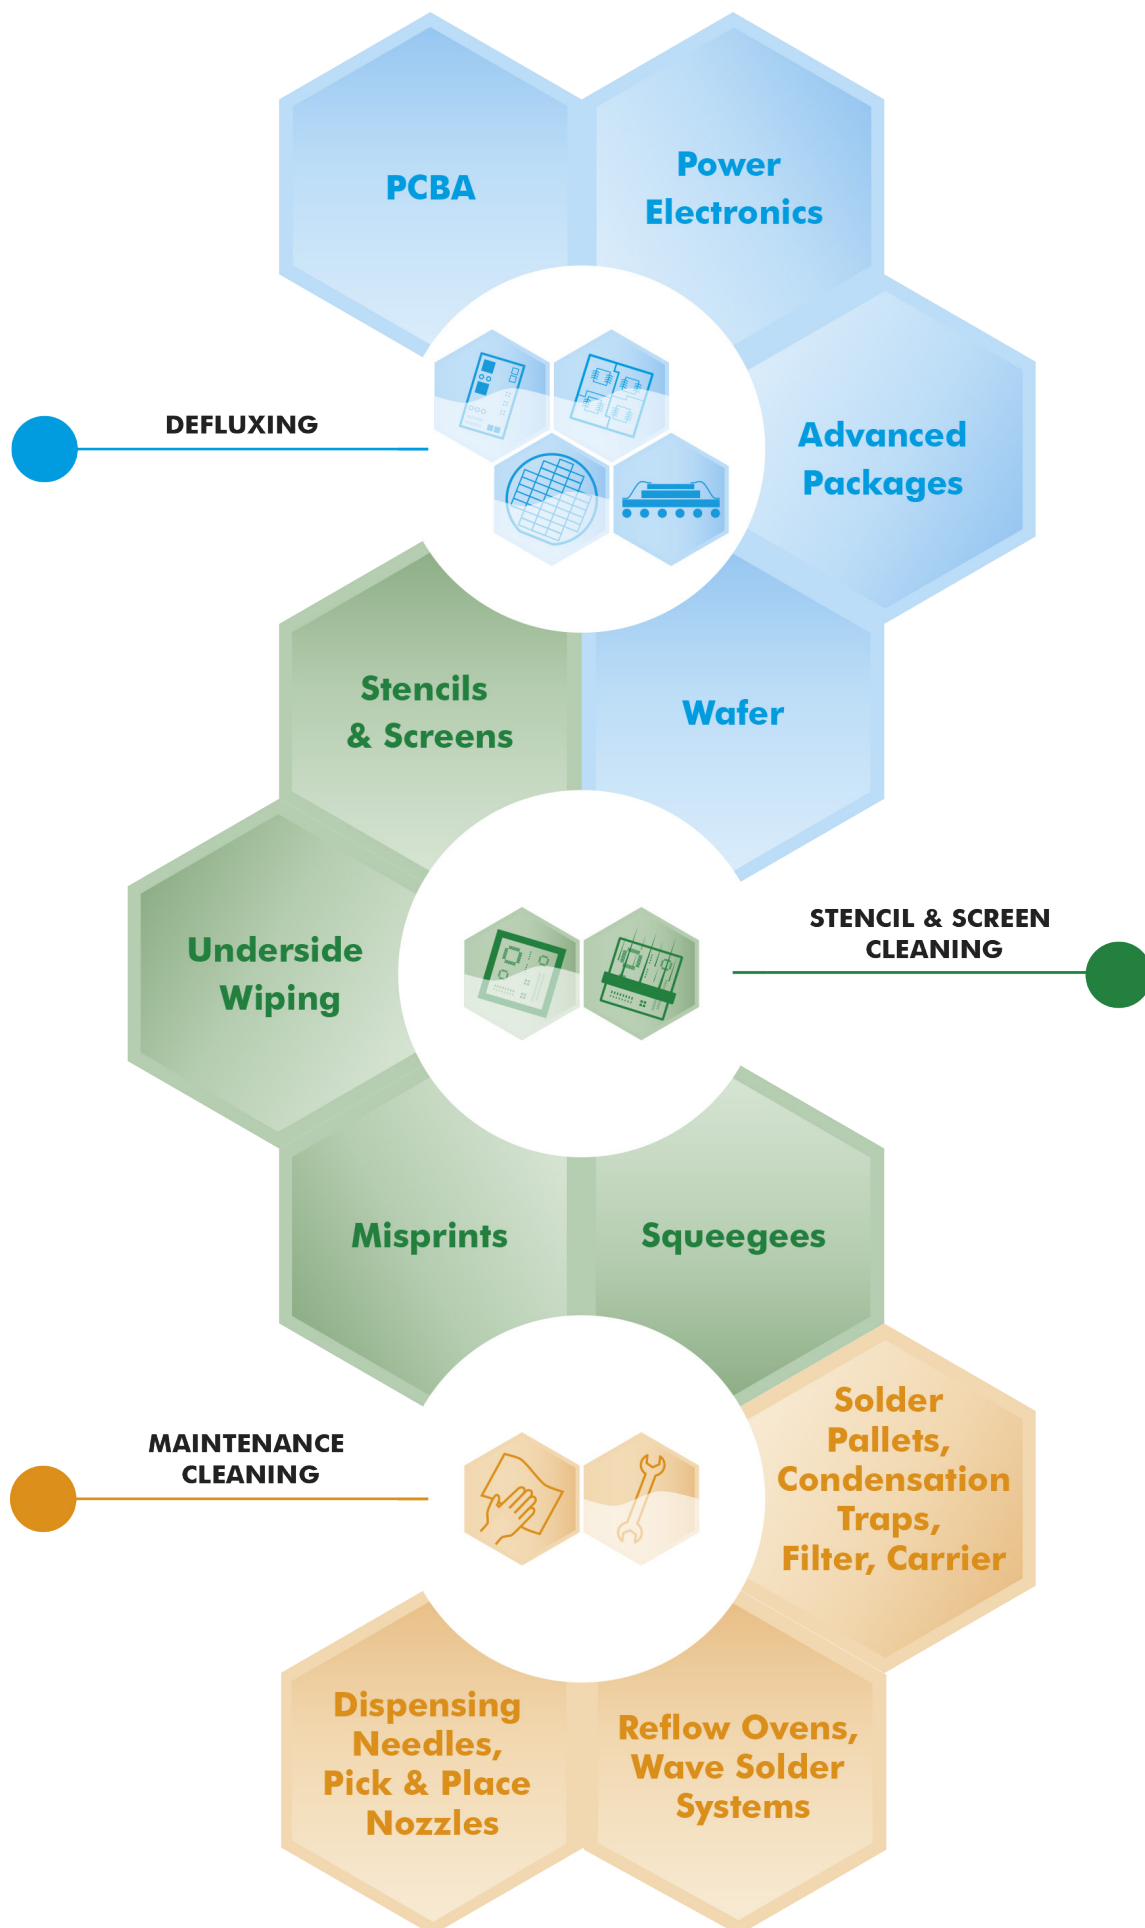 PCBA
Power
Electronics
DEFLUXING
Advanced
Packages
Stencils
& Screens
Wafer
Underside
Wiping
STENCIL & SCREEN
CLEANING
Misprints
Squeegees
MAINTENANCE
CLEANING
Solder
Pallets,
Condensation
Traps,
Filter, Carrier
Dispensing
Needles,
Pick & Place
Nozzles
Reflow Ovens,
Wave Solder
Systems